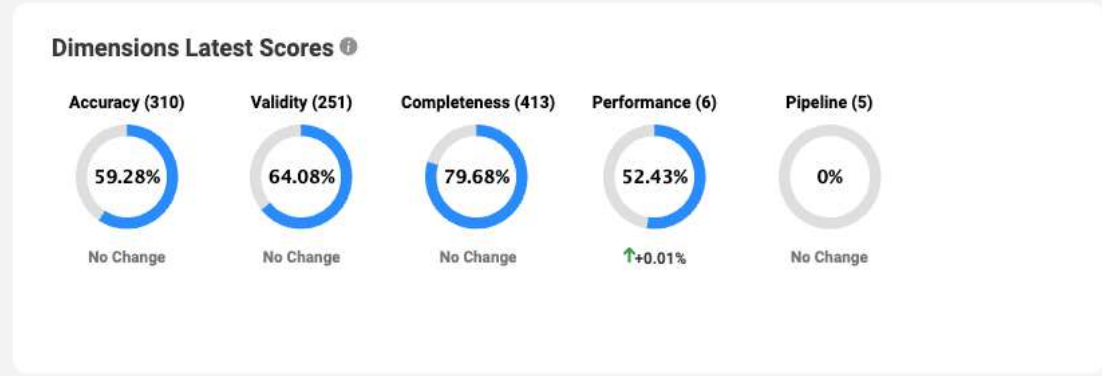 Dimensions Latest Scores
Accuracy (310) Validity (251) Completeness (413) Performance (6) Pipeline (5)
59.28% 64.08% 79.68% 52.43% 0%
No Change No Change No Change ↑+0.01% No Change